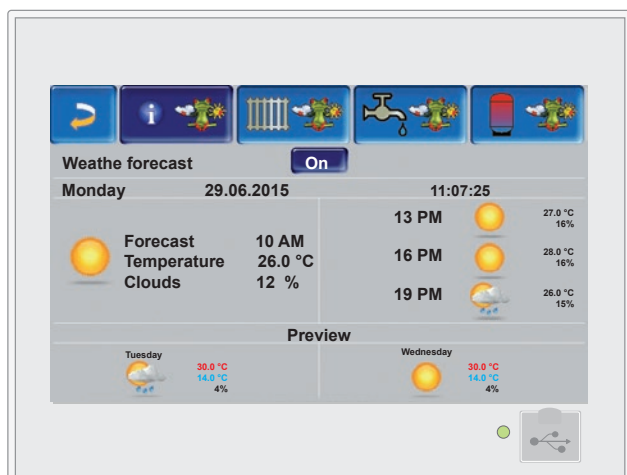 i
Weathe forecast On
Monday 29.06.2015 11:07:25
Forecast 10 AM
Temperature 26.0 °C
Clouds 12 %
13 PM 27.0 °C
16%
16 PM 28.0 °C
16%
19 PM 26.0 °C
15%
Preview
Tuesday
30.0 °C
14.0 °C
4%
Wednesday
30.0 °C
14.0 °C
4%